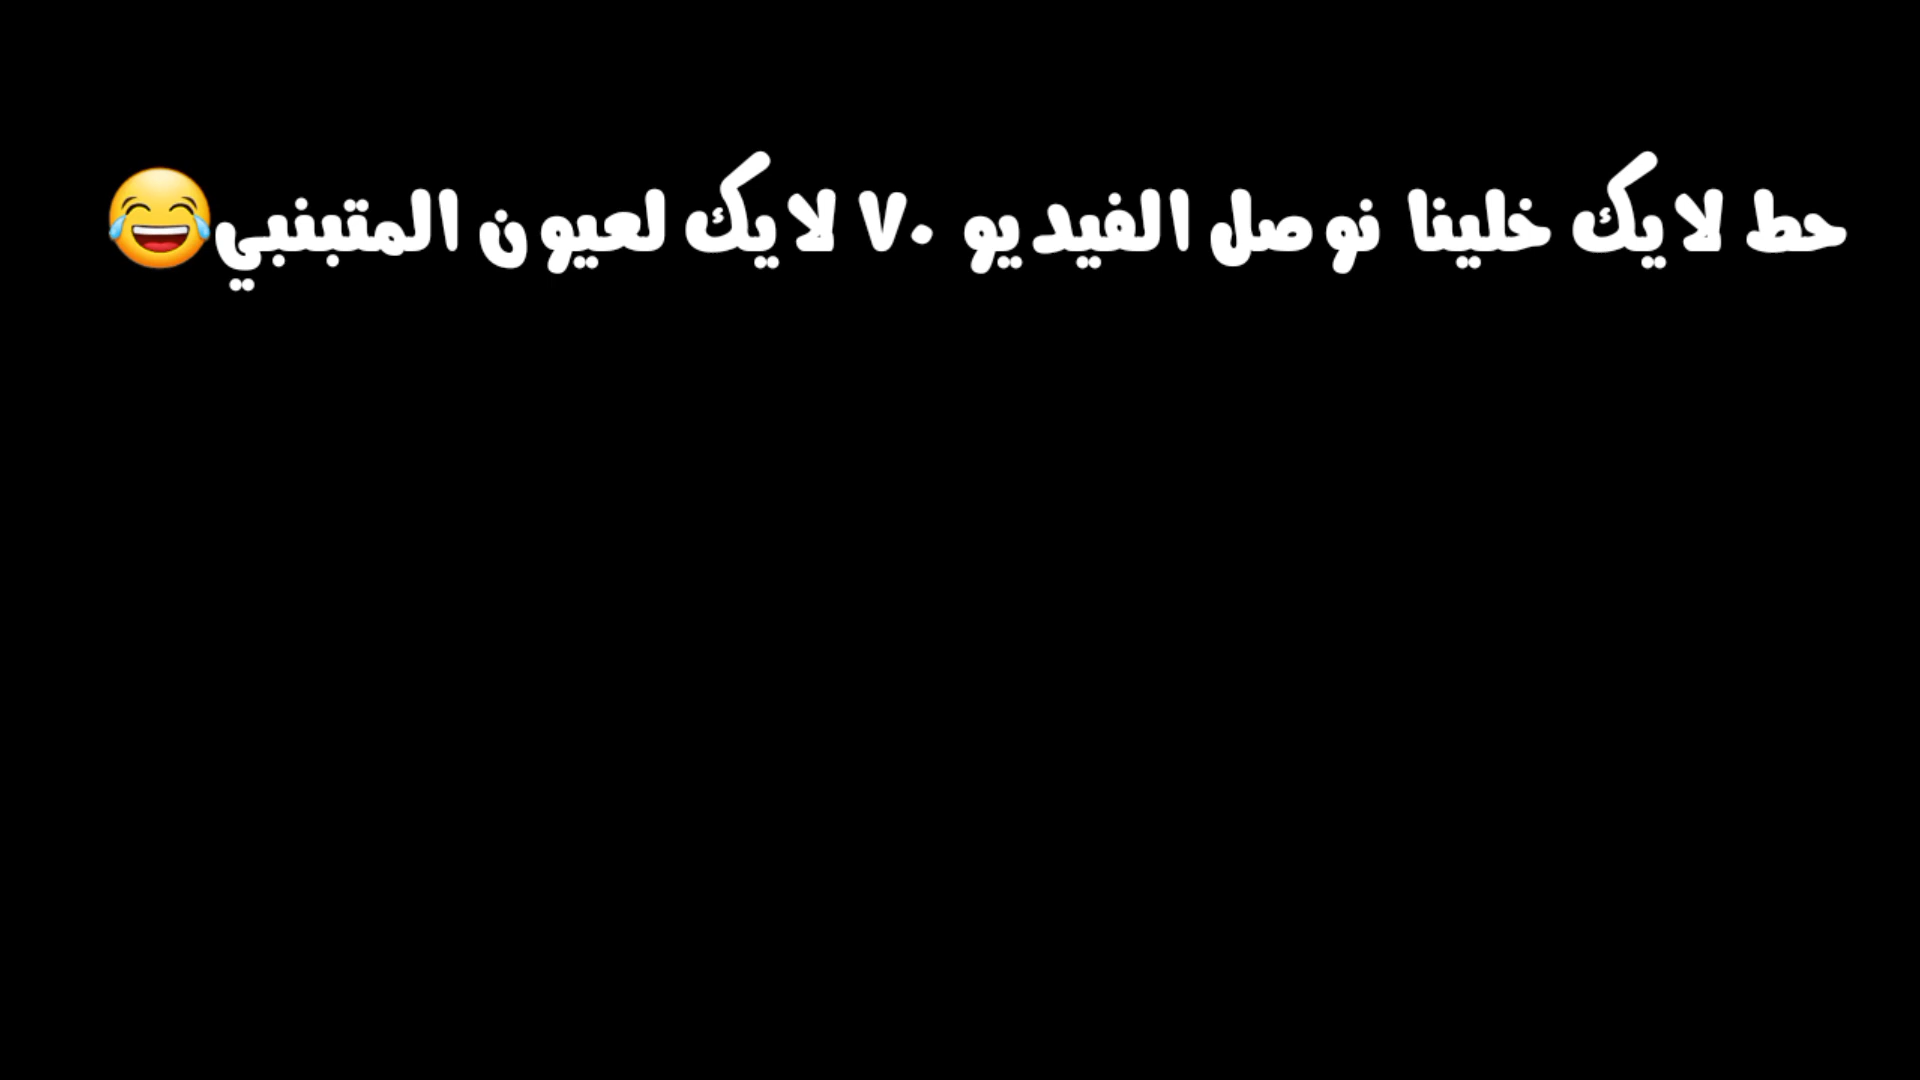 حط لايك خلينا نوصل الفيديو ٧٠ لايك لعيون المتبنبي😂